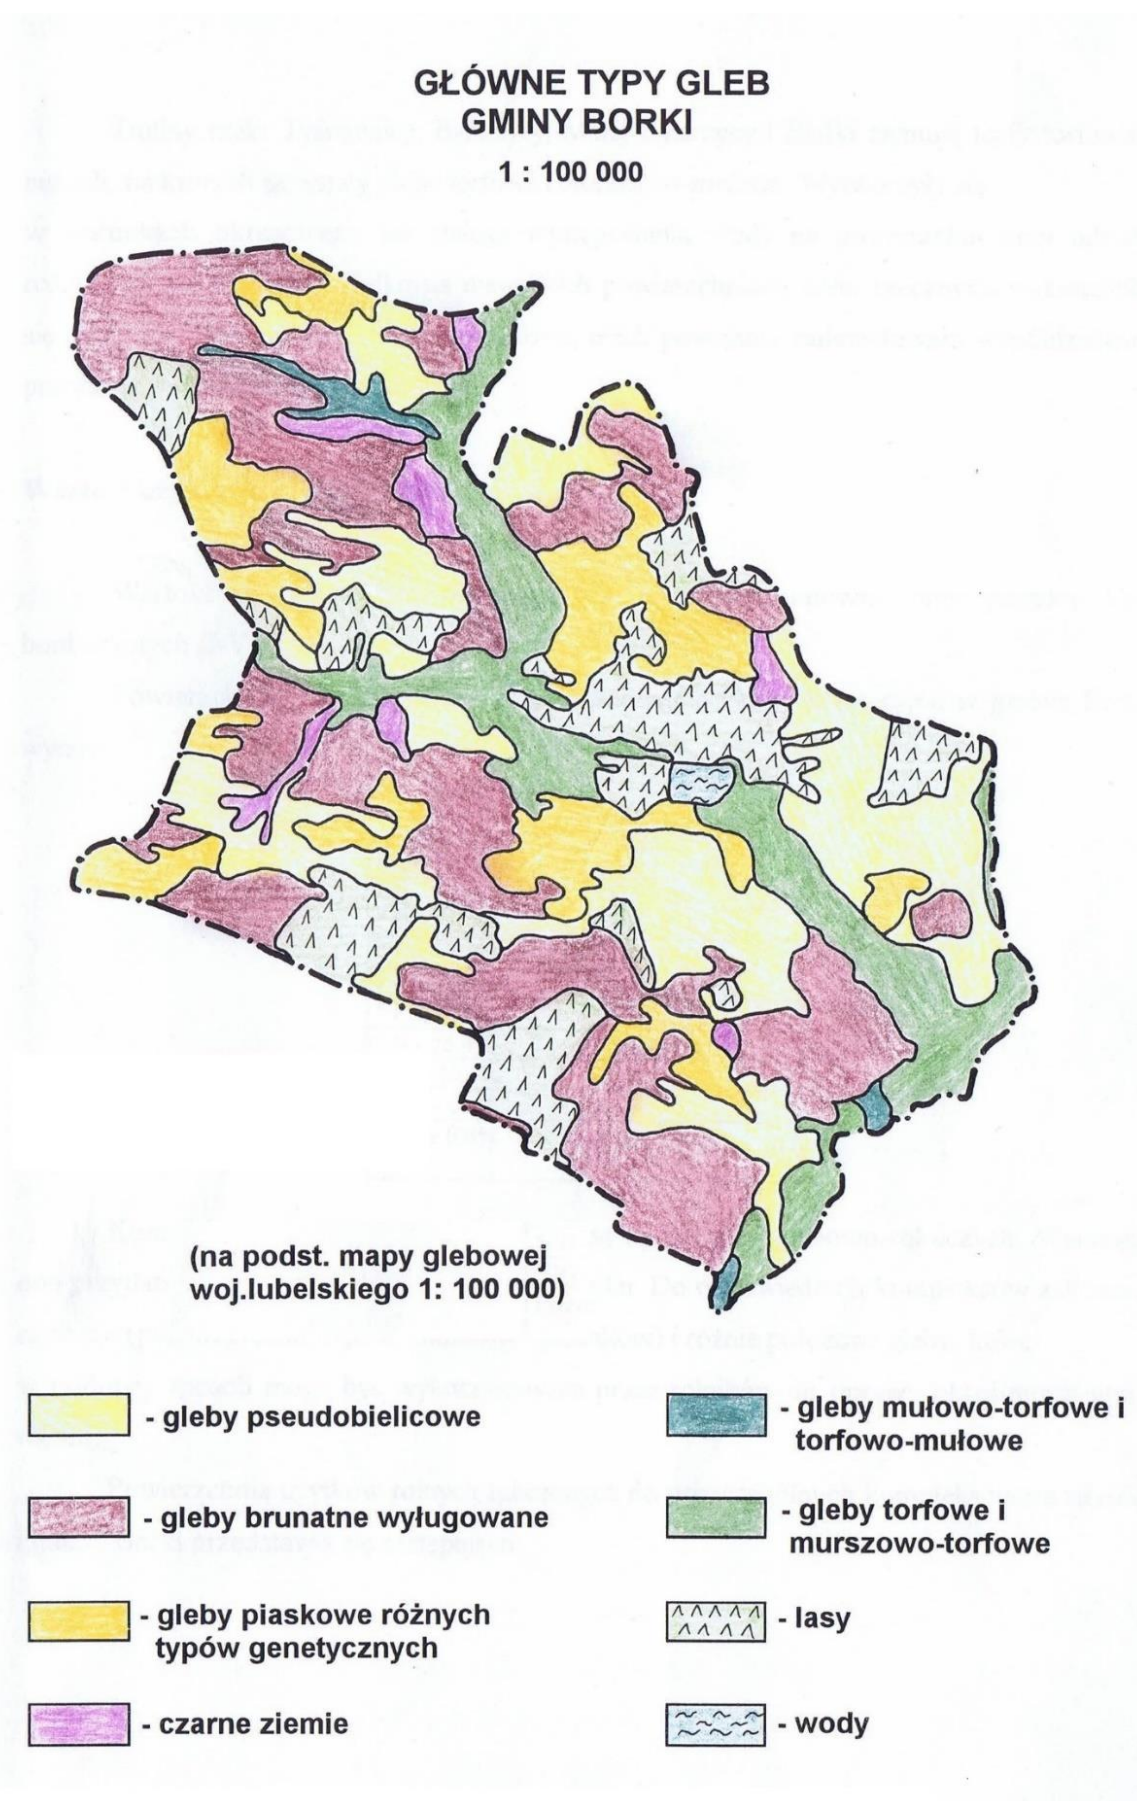 GŁÓWNE TYPY GLEB
GMINY BORKI
1 : 100 000
(na podst. mapy glebowej
woj.lubelskiego 1: 100 000)
- gleby pseudobielicowe
- gleby brunatne wyługowane
- gleby piaskowe różnych
typów genetycznych
- czarne ziemie
- gleby mułowo-torfowe i
torfowo-mułowe
- gleby torfowe i
murszowo-torfowe
- lasy
- wody